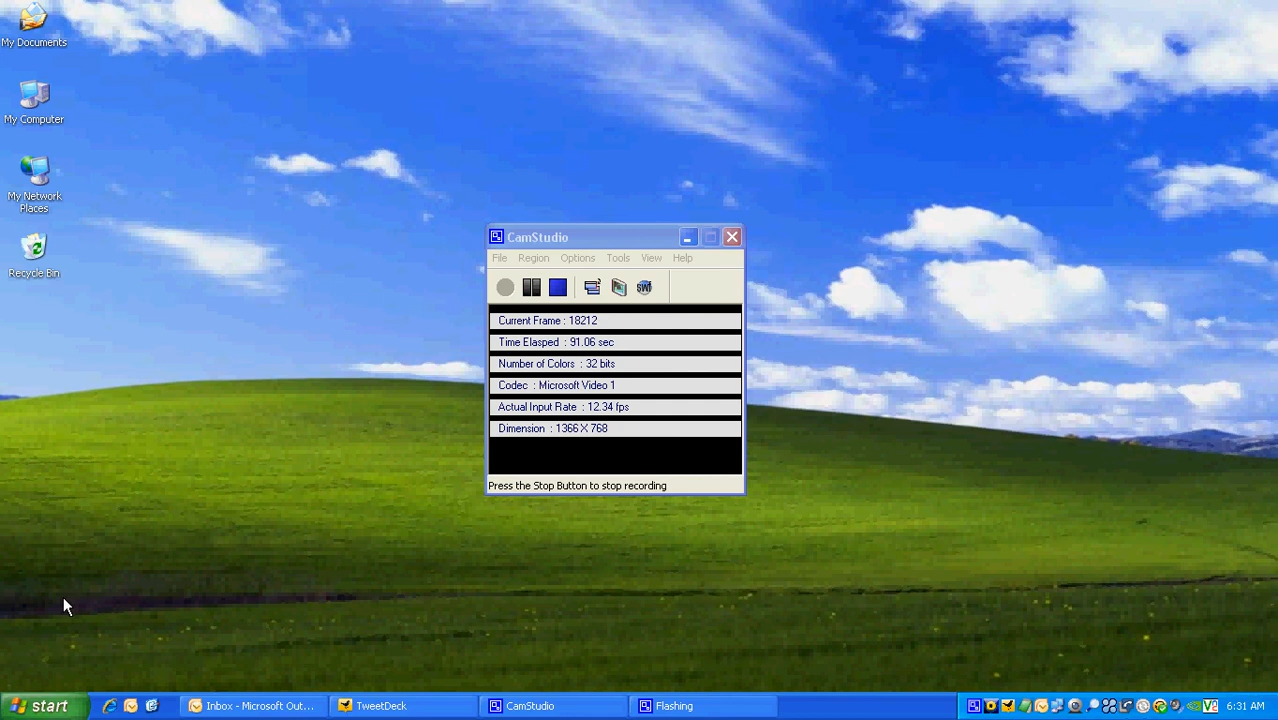 My Documents
My Computer
My Network
Places
Recycle Bin
CamStudio
File Region Options Tools View Help
SWF
Current Frame : 18212
Time Elasped : 91.06 sec
Number of Colors : 32 bits
Codec : Microsoft Video 1
Actual Input Rate : 12.34 fps
Dimension : 1366 X 768
Press the Stop Button to stop recording
start
Inbox - Microsoft Out...
TweetDeck
CamStudio
Flashing
6:31 AM